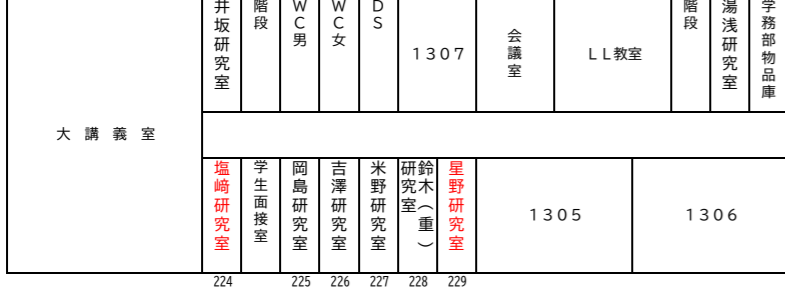 井坂研究室
階段
WC男
WC女
DS
1307
会議室
LL教室
階段
湯浅研究室
学務部物品庫
大講義室
塩﨑研究室
学生面接室
岡島研究室
吉澤研究室
米野研究室
鈴木(重)
研究室
星野研究室
1305
1306
224
225
226
227
228
229